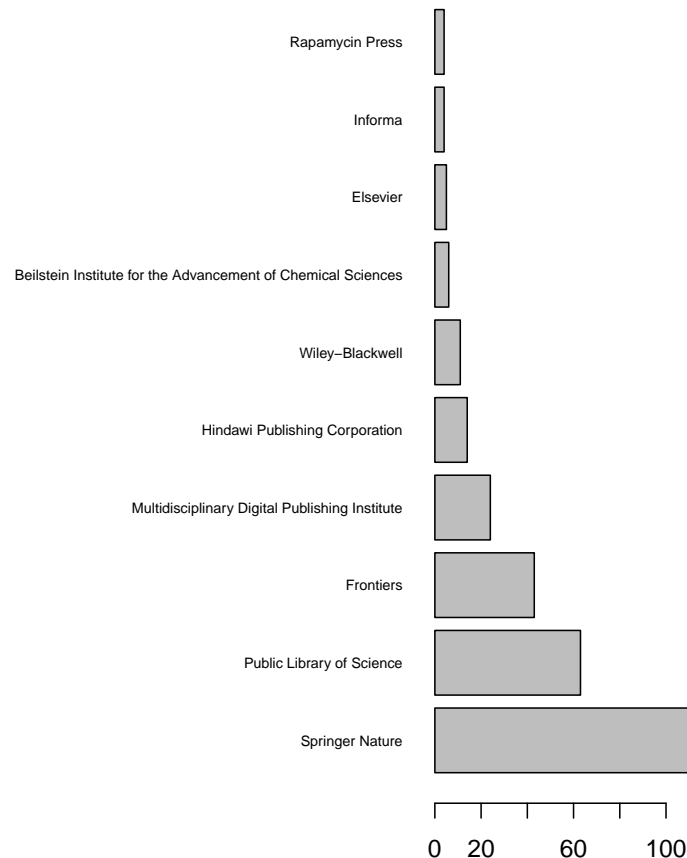 Rapamycin Press
Informa
Elsevier
Beilstein Institute for the Advancement of Chemical Sciences
Wiley−Blackwell
Hindawi Publishing Corporation
Multidisciplinary Digital Publishing Institute
Frontiers
Public Library of Science
Springer Nature
0 20 60 100